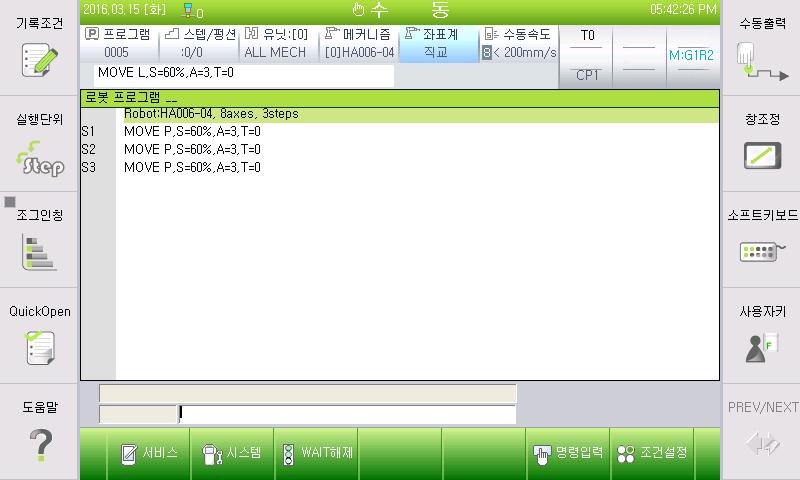 2016.03.15 [화] 0 수 동 05:42:26 PM
기록조건
실행단위
Step
조그인칭
QuickOpen
도움말
?
P 프로그램
0005
스텝/펑션
:0/0
유닛:[0]
ALL MECH
메커니즘
[0]HA006-04
좌표계
직교
수동속도
8 < 200mm/s
T0
CP1
M:G1R2
MOVE L,S=60%,A=3,T=0
로봇 프로그램 __
Robot:HA006-04, 8axes, 3steps
S1 MOVE P,S=60%,A=3,T=0
S2 MOVE P,S=60%,A=3,T=0
S3 MOVE P,S=60%,A=3,T=0
수동출력
창조정
소프트키보드
사용자키
F
PREV/NEXT
서비스
시스템
WAIT해제
명령입력
조건설정